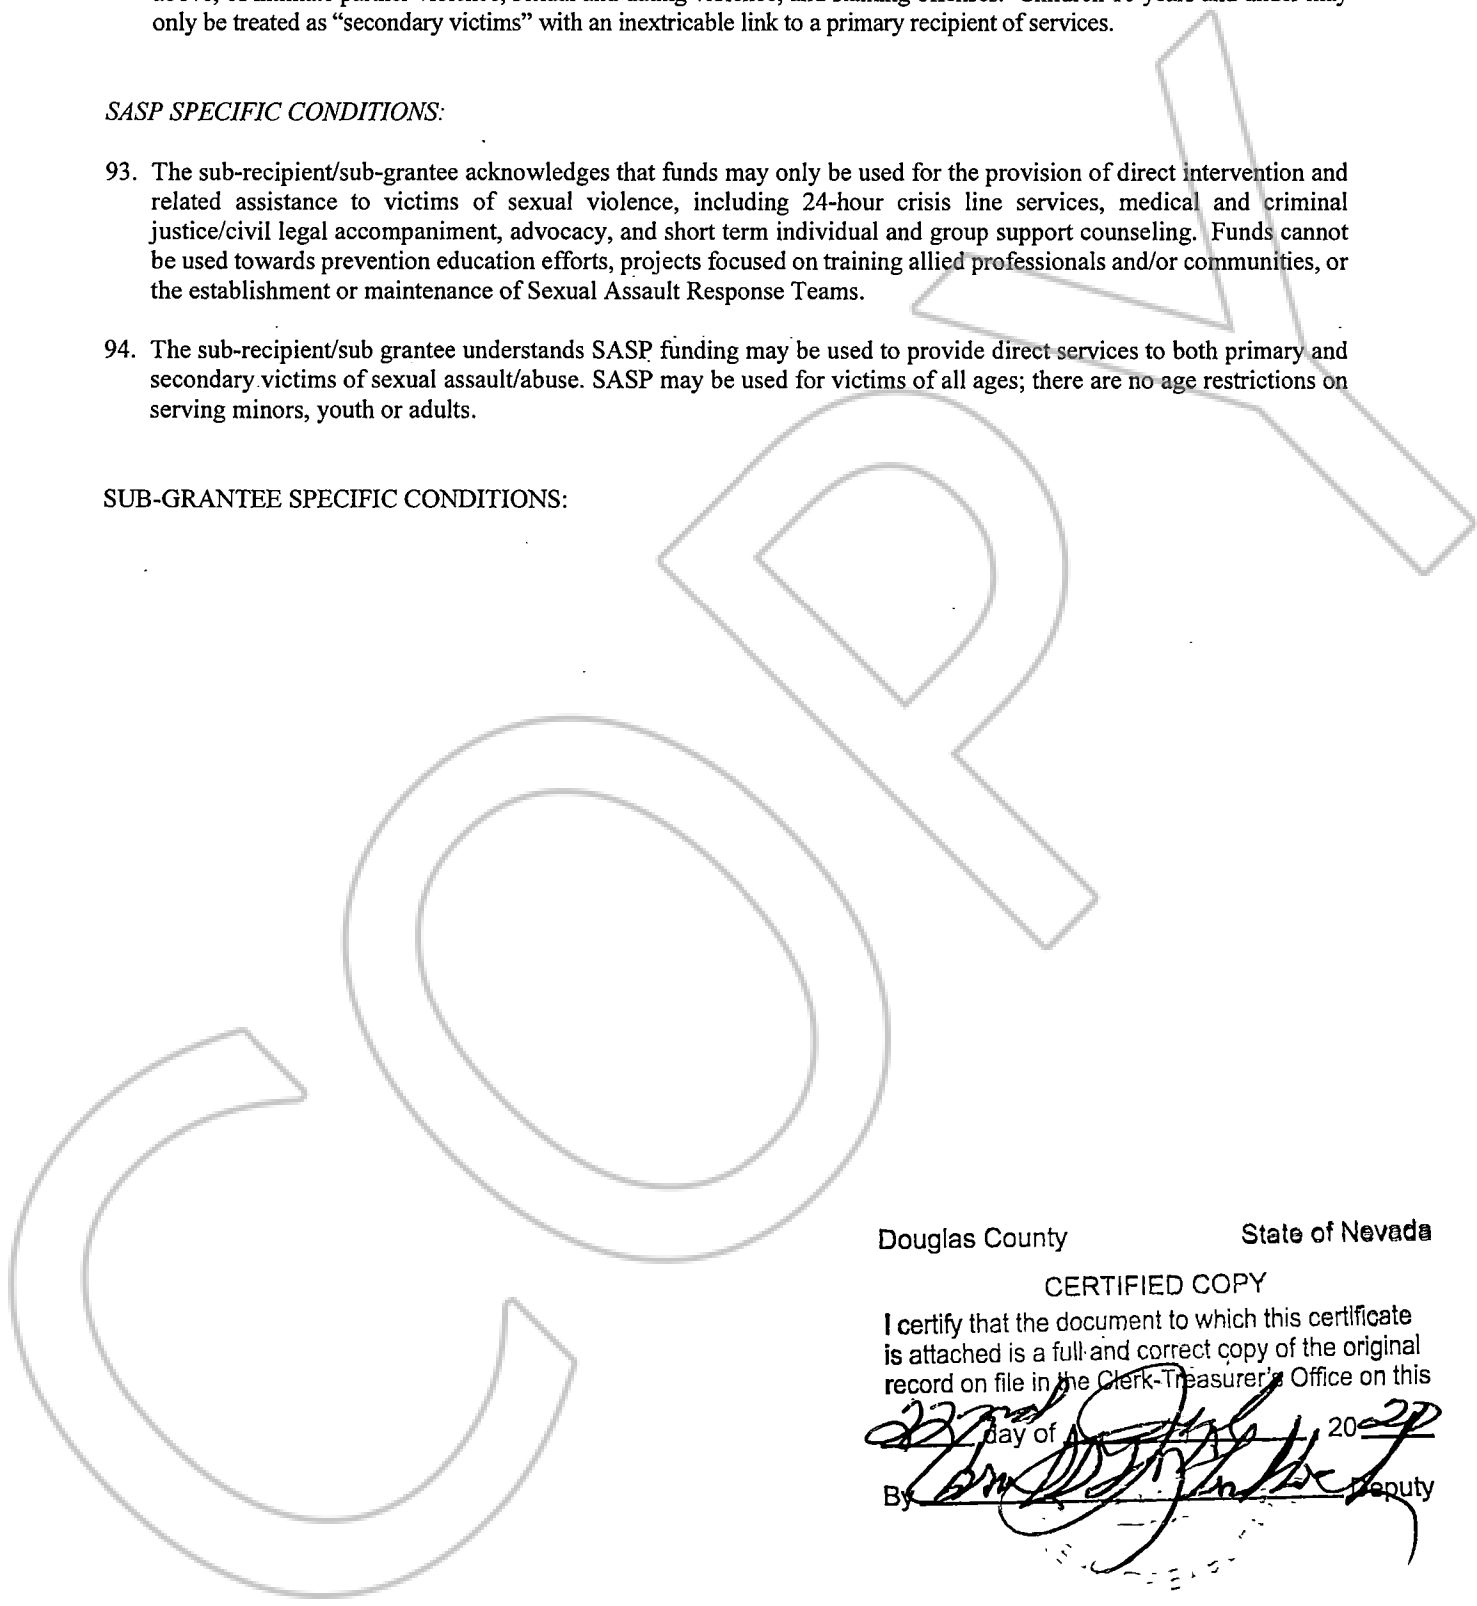 only be treated as “secondary victims” with an inextricable link to a primary recipient of services.
SASP SPECIFIC CONDITIONS:
93. The sub-recipient/sub-grantee acknowledges that funds may only be used for the provision of direct intervention and
related assistance to victims of sexual violence, including 24-hour crisis line services, medical and criminal
justice/civil legal accompaniment, advocacy, and short term individual and group support counseling. Funds cannot
be used towards prevention education efforts, projects focused on training allied professionals and/or communities, or
the establishment or maintenance of Sexual Assault Response Teams.
94. The sub-recipient/sub grantee understands SASP funding may be used to provide direct services to both primary and
secondary victims of sexual assault/abuse. SASP may be used for victims of all ages; there are no age restrictions on
serving minors, youth or adults.
SUB-GRANTEE SPECIFIC CONDITIONS:
COPY
Douglas County State of Nevada
CERTIFIED COPY
I certify that the document to which this certificate
is attached is a full and correct copy of the original
record on file in the Clerk-Treasurer's Office on this
22nd day of July, 2020
By Deputy